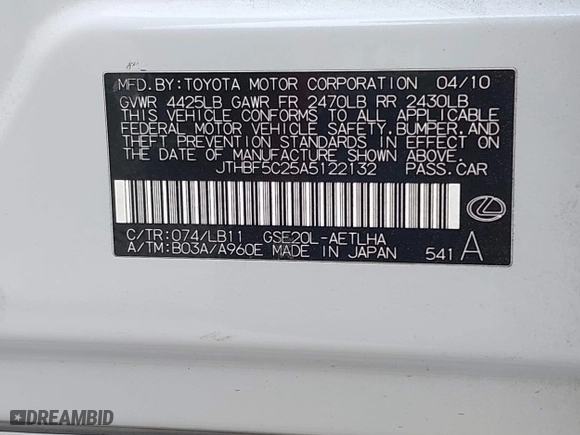 MFD. BY: TOYOTA MOTOR CORPORATION 04/10
GVWR 4425LB GAWR FR 2470LB RR 2430LB
THIS VEHICLE CONFORMS TO ALL APPLICABLE
FEDERAL MOTOR VEHICLE SAFETY, BUMPER, AND
THEFT PREVENTION STANDARDS IN EFFECT ON
THE DATE OF MANUFACTURE SHOWN ABOVE.
JTHBF5C25A5122132 PASS. CAR
C/TR: 074/LB11 GSE20L-AETLHA
A/TM: B03A/A960E MADE IN JAPAN 541 A
DREAMBID